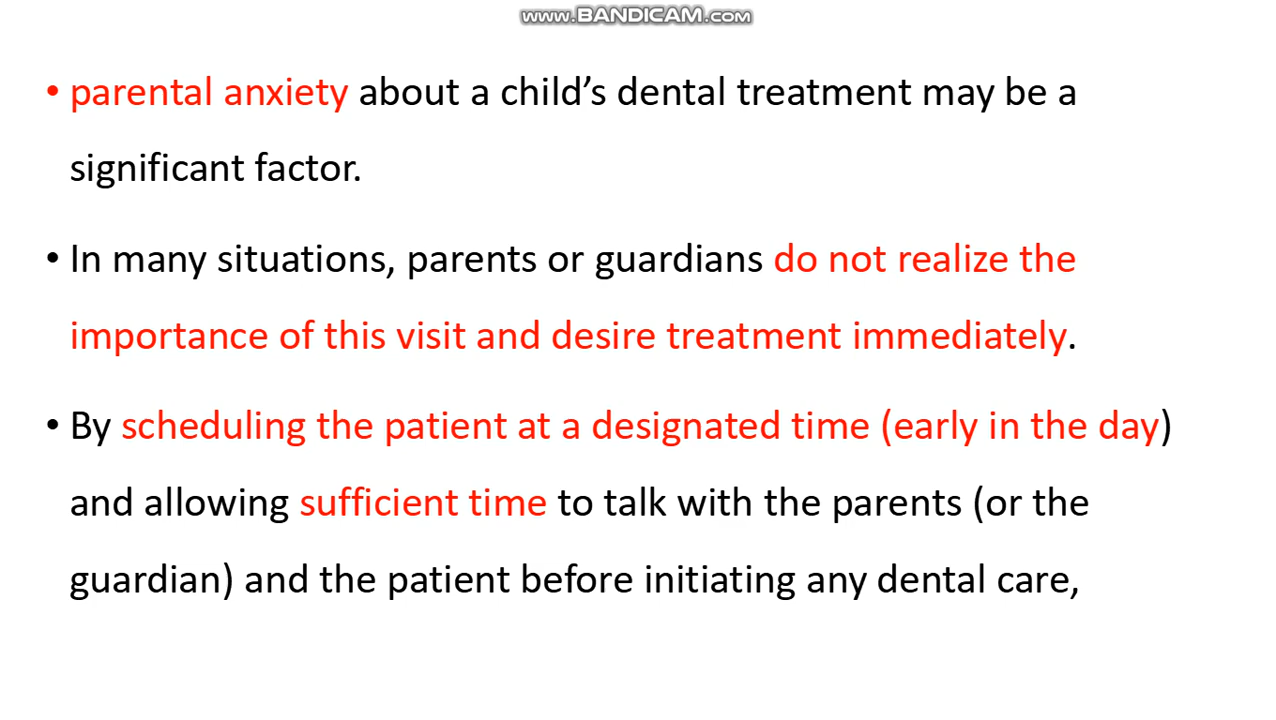 www.BANDICAM.com
• parental anxiety about a child’s dental treatment may be a
significant factor.
• In many situations, parents or guardians do not realize the
importance of this visit and desire treatment immediately.
• By scheduling the patient at a designated time (early in the day)
and allowing sufficient time to talk with the parents (or the
guardian) and the patient before initiating any dental care,